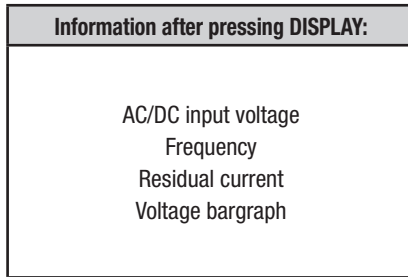 Information after pressing DISPLAY:
AC/DC input voltage
Frequency
Residual current
Voltage bargraph